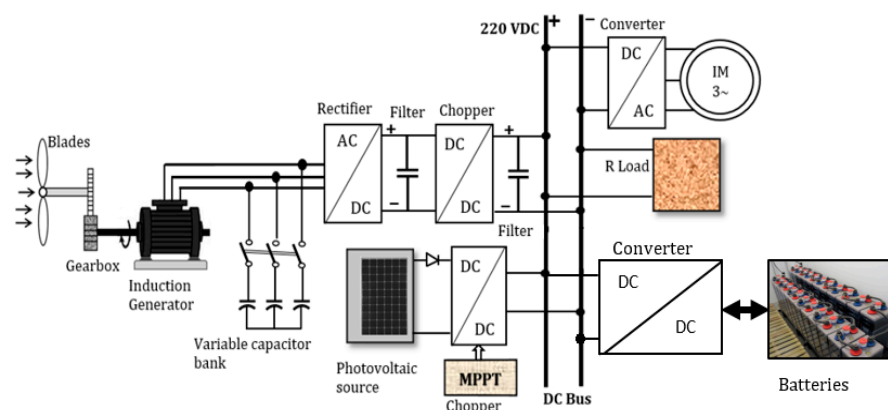 220 VDC
+
−
Converter
DC
AC
IM
3~
Rectifier
Filter
Chopper
AC
DC
+
−
DC
DC
+
−
Filter
R Load
Blades
Gearbox
Induction
Generator
Variable capacitor
bank
Photovoltaic
source
DC
DC
MPPT
Chopper
DC Bus
Converter
DC
DC
Batteries